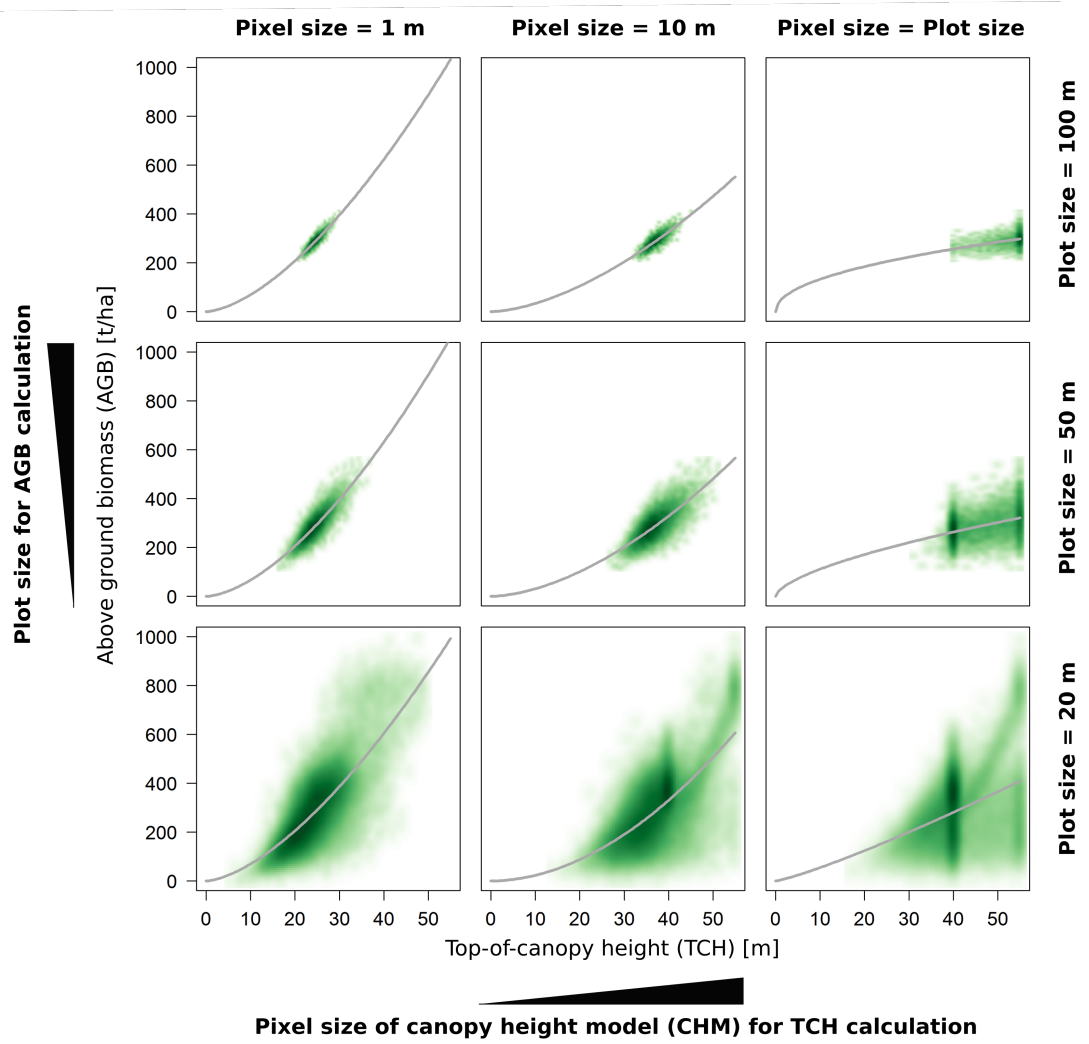 Pixel size = 1 m
Pixel size = 10 m
Pixel size = Plot size
1000
800
600
400
200
0
Plot size = 100 m
1000
800
600
400
200
0
Plot size = 50 m
1000
800
600
400
200
0
Plot size = 20 m
Plot size for AGB calculation
Above ground biomass (AGB) [t/ha]
0 10 20 30 40 50
0 10 20 30 40 50
0 10 20 30 40 50
Top-of-canopy height (TCH) [m]
Pixel size of canopy height model (CHM) for TCH calculation